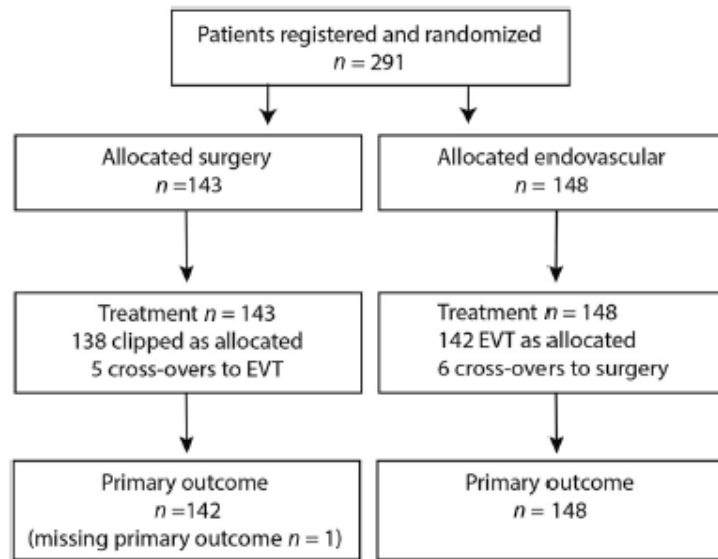 Patients registered and randomized
n = 291
Allocated surgery
n =143
Allocated endovascular
n = 148
Treatment n = 143
138 clipped as allocated
5 cross-overs to EVT
Treatment n = 148
142 EVT as allocated
6 cross-overs to surgery
Primary outcome
n =142
(missing primary outcome n = 1)
Primary outcome
n = 148